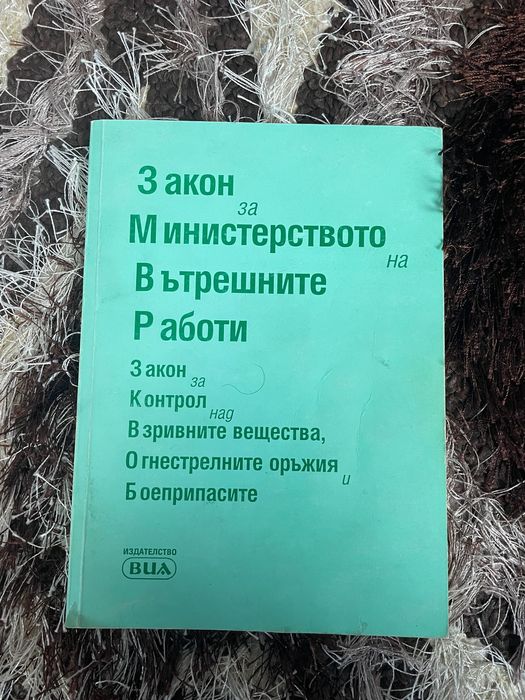 Закон
за
Министерството
на
Вътрешните
Работи
Закон
за
Контрол
над
Взривните вещества,
Огнестрелните оръжия
и
Боеприпасите
ИЗДАТЕЛСТВО
ВИА